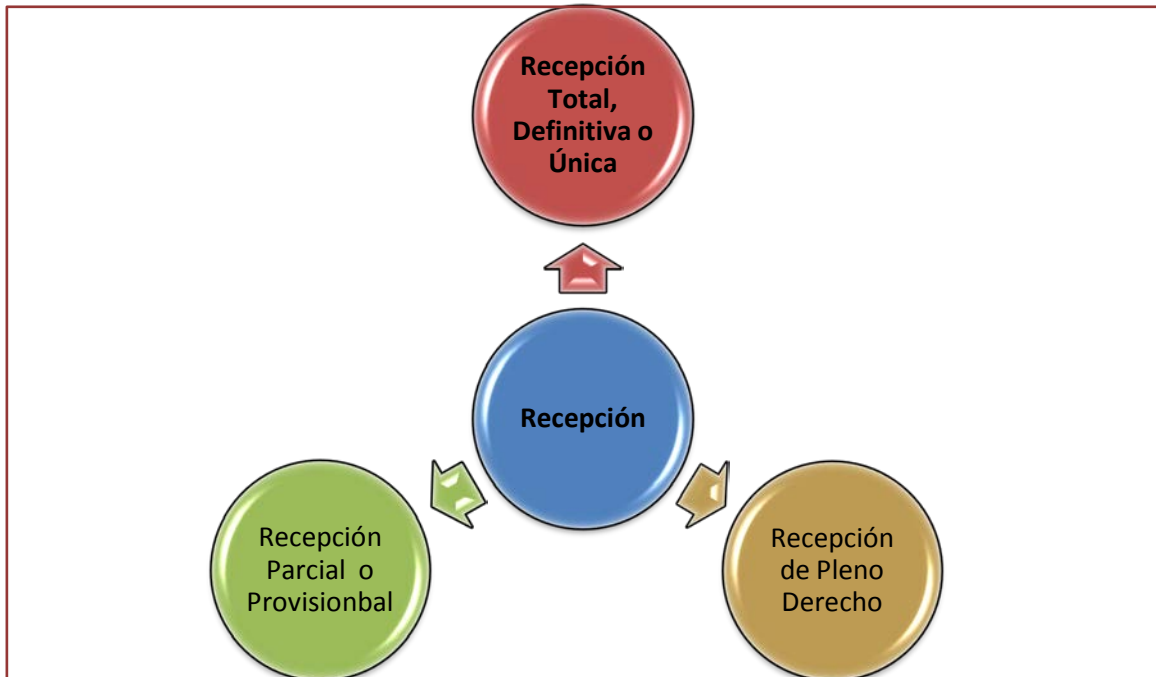 Recepción
Total,
Definitiva o
Única
Recepción
Recepción
Parcial o
Provisionbal
Recepción
de Pleno
Derecho